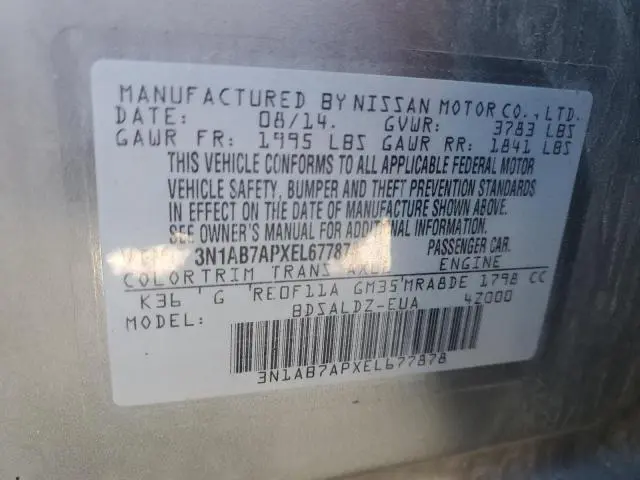 MANUFACTURED BY NISSAN MOTOR CO., LTD.
DATE: 08/14. GVWR: 3783 LBS
GAWR FR: 1995 LBS GAWR RR: 1841 LBS
THIS VEHICLE CONFORMS TO ALL APPLICABLE FEDERAL MOTOR
VEHICLE SAFETY, BUMPER AND THEFT PREVENTION STANDARDS
IN EFFECT ON THE DATE OF MANUFACTURE SHOWN ABOVE.
SEE OWNER'S MANUAL FOR ADDITIONAL INFORMATION.
3N1AB7APXEL67787 PASSENGER CAR.
COLOR TRIM TRANS AXLE ENGINE
K36 G RE0F11A GM35 MRA8DE 1798 CC
MODEL: BDSALDZ-EUA 4Z000
3N1AB7APXEL677878